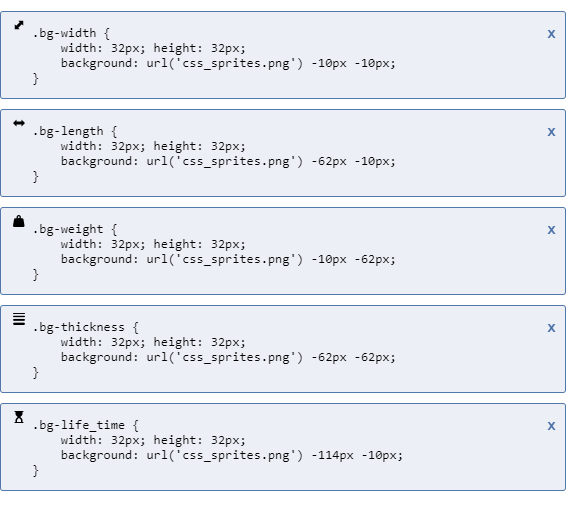 .bg-width {
x
    width: 32px; height: 32px;
    background: url('css_sprites.png') -10px -10px;
}
.bg-length {
x
    width: 32px; height: 32px;
    background: url('css_sprites.png') -62px -10px;
}
.bg-weight {
x
    width: 32px; height: 32px;
    background: url('css_sprites.png') -10px -62px;
}
.bg-thickness {
x
    width: 32px; height: 32px;
    background: url('css_sprites.png') -62px -62px;
}
.bg-life_time {
x
    width: 32px; height: 32px;
    background: url('css_sprites.png') -114px -10px;
}